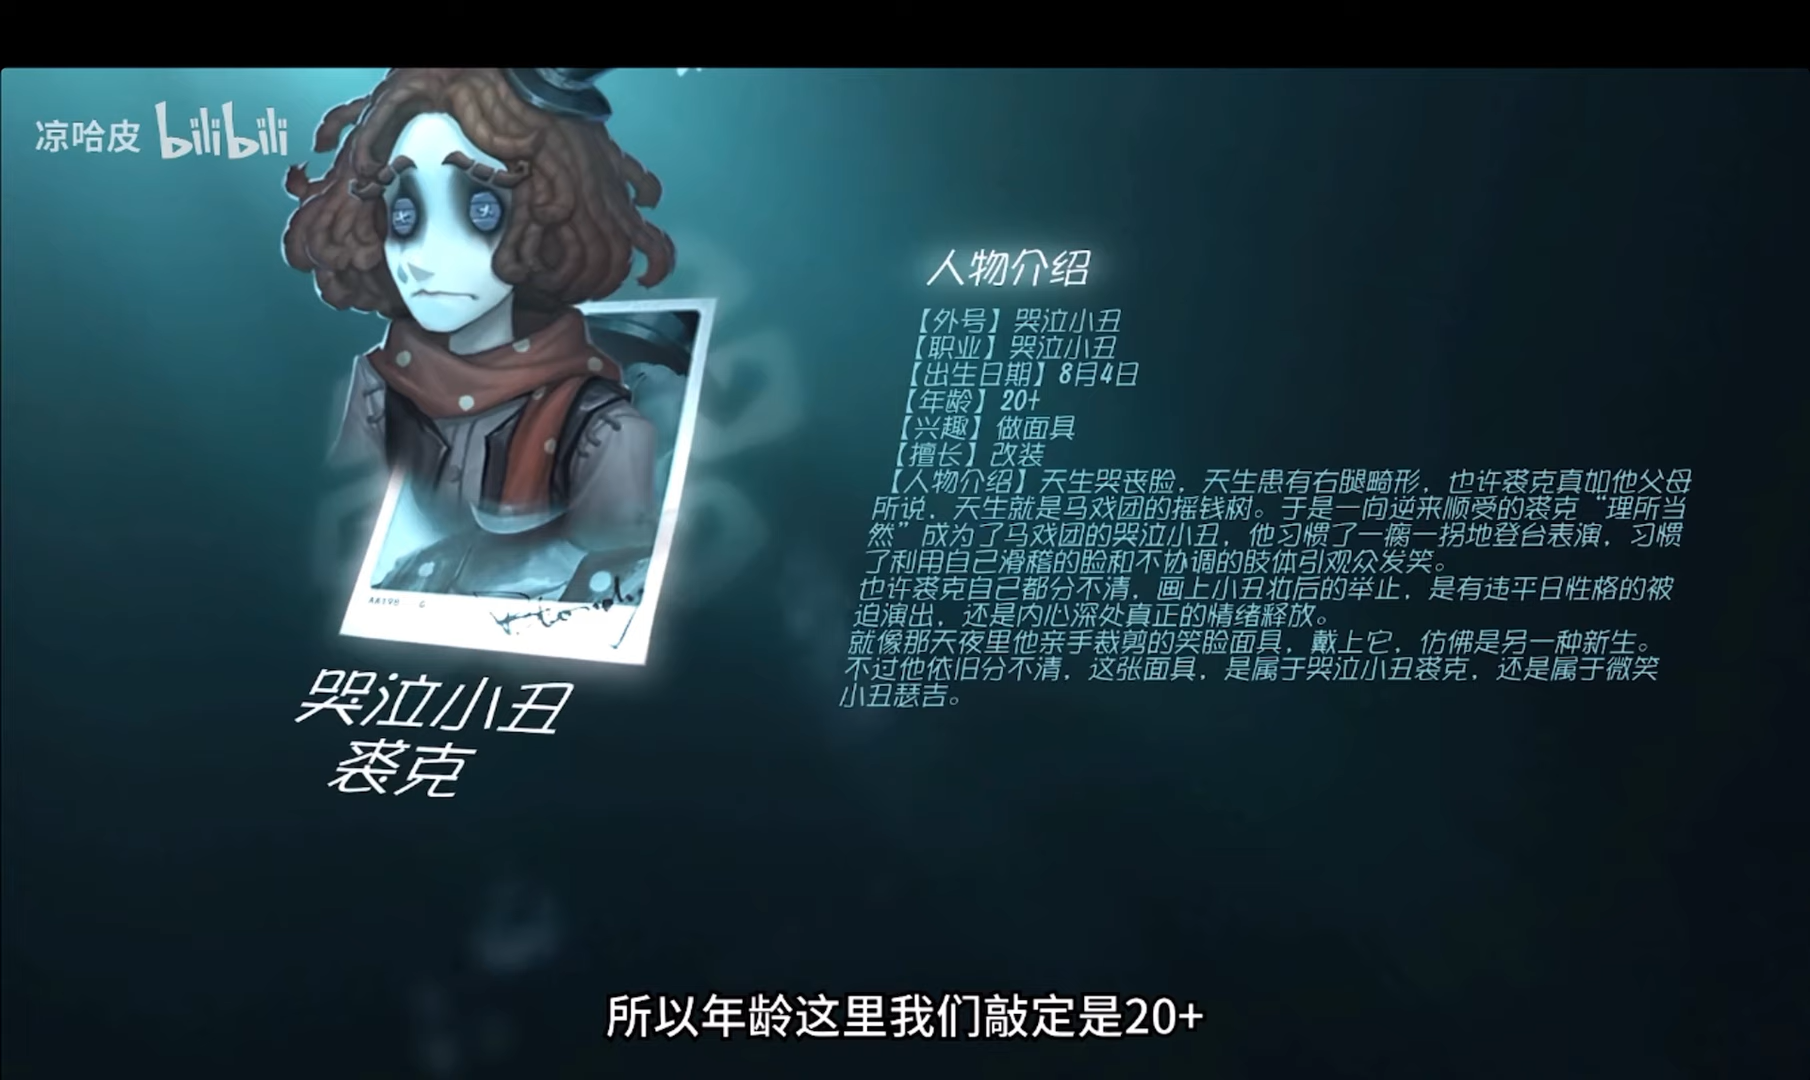 凉哈皮 bilibili
人物介绍
【外号】哭泣小丑
【职业】哭泣小丑
【出生日期】8月4日
【年龄】20+
【兴趣】做面具
【擅长】改装
【人物介绍】天生哭丧脸，天生患有右腿畸形，也许裘克真如他父母
所说，天生就是马戏团的摇钱树。于是一向逆来顺受的裘克“理所当
然”成为了马戏团的哭泣小丑，他习惯了一瘸一拐地登台表演，习惯
了利用自己滑稽的脸和不协调的肢体引观众发笑。
也许裘克自己都分不清，画上小丑妆后的举止，是有违平日性格的被
迫演出，还是内心深处真正的情绪释放。
就像那天夜里他亲手裁剪的笑脸面具，戴上它，仿佛是另一种新生。
不过他依旧分不清，这张面具，是属于哭泣小丑裘克，还是属于微笑
小丑瑟吉。
哭泣小丑
裘克
所以年龄这里我们敲定是20+